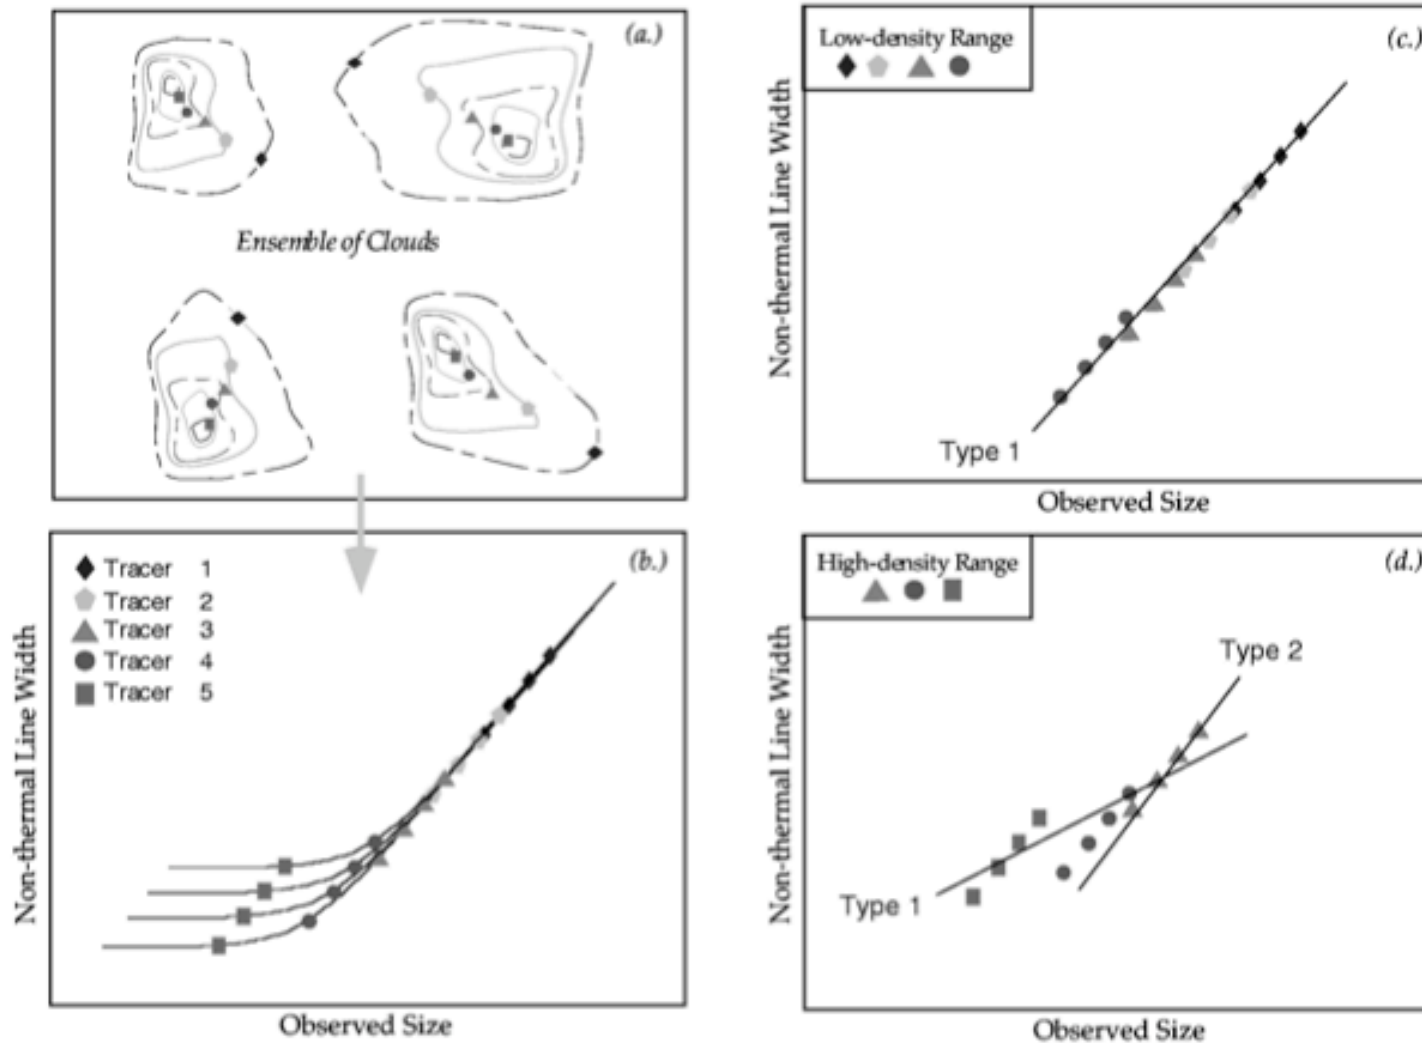 (a.)
Ensemble of Clouds
(b.)
Tracer 1
Tracer 2
Tracer 3
Tracer 4
Tracer 5
Non-thermal Line Width
Observed Size
Low-density Range
(c.)
Non-thermal Line Width
Type 1
Observed Size
High-density Range
(d.)
Non-thermal Line Width
Type 2
Type 1
Observed Size